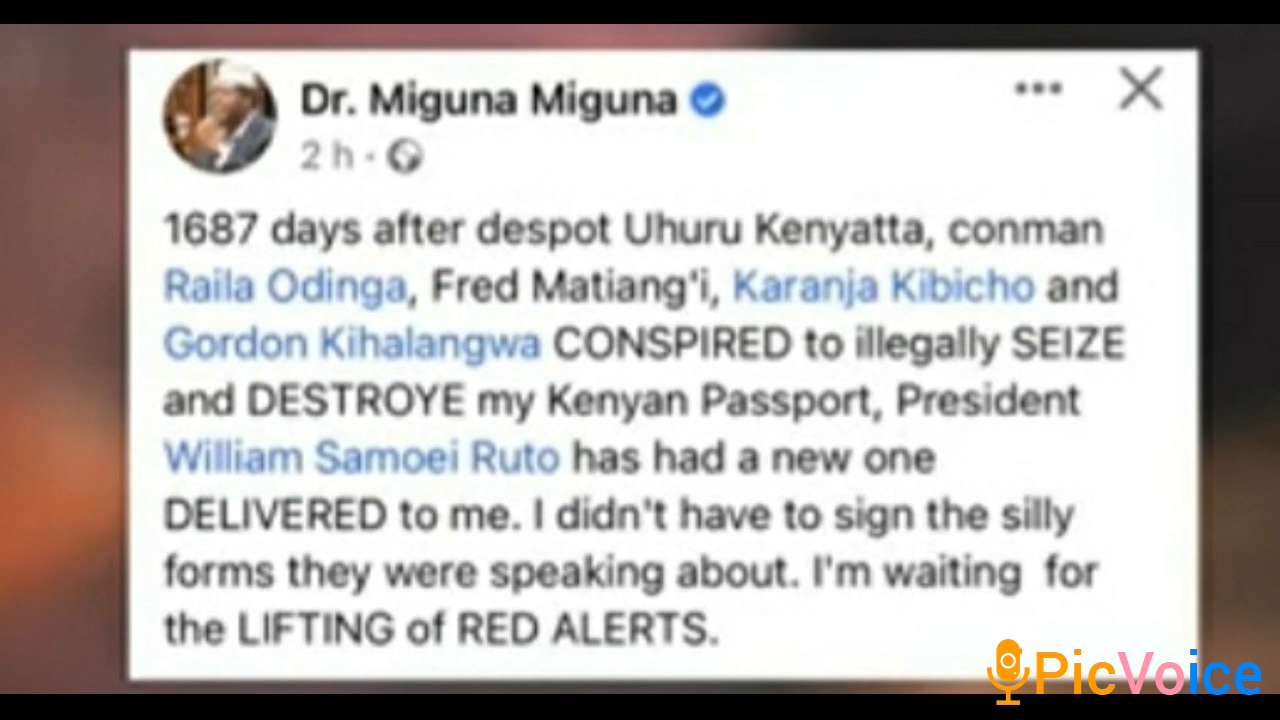 Dr. Miguna Miguna
2 h ·
1687 days after despot Uhuru Kenyatta, conman
Raila Odinga, Fred Matiang'i, Karanja Kibicho and
Gordon Kihalangwa CONSPIRED to illegally SEIZE
and DESTROYE my Kenyan Passport, President
William Samoei Ruto has had a new one
DELIVERED to me. I didn't have to sign the silly
forms they were speaking about. I'm waiting for
the LIFTING of RED ALERTS.
PicVoice